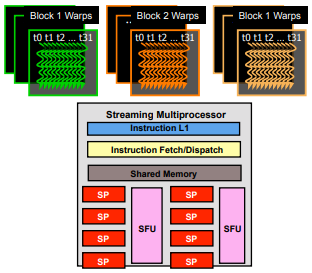 Block 1 Warps
t0 t1 t2 ... t31
Block 2 Warps
t0 t1 t2 ... t31
Block 1 Warps
t0 t1 t2 ... t31
Streaming Multiprocessor
Instruction L1
Instruction Fetch/Dispatch
Shared Memory
SP
SP
SP
SP
SFU
SP
SP
SP
SP
SFU